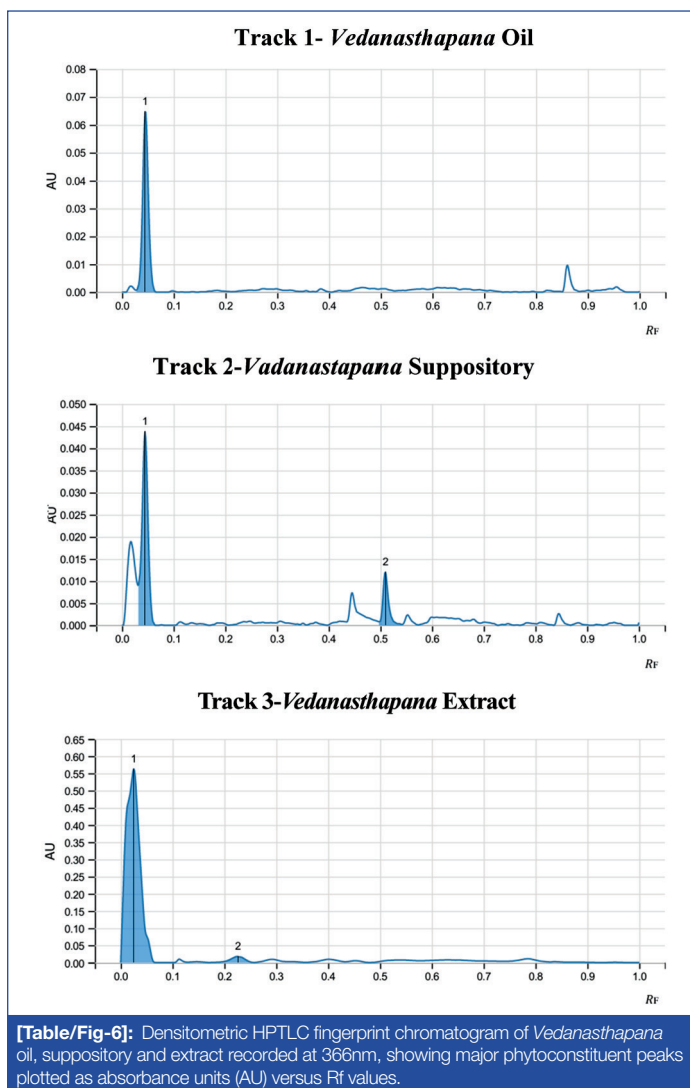 Track 1- Vedanasthapana Oil
0.08
0.07
0.06
0.05
0.04
0.03
0.02
0.01
0.00
AU
1
0.0 0.1 0.2 0.3 0.4 0.5 0.6 0.7 0.8 0.9 1.0
RF
Track 2-Vadanastapana Suppository
0.050
0.045
0.040
0.035
0.030
0.025
0.020
0.015
0.010
0.005
0.000
AU
1
2
0.0 0.1 0.2 0.3 0.4 0.5 0.6 0.7 0.8 0.9 1.0
RF
Track 3-Vedanasthapana Extract
0.65
0.60
0.55
0.50
0.45
0.40
0.35
0.30
0.25
0.20
0.15
0.10
0.05
0.00
AU
1
2
0.0 0.1 0.2 0.3 0.4 0.5 0.6 0.7 0.8 0.9 1.0
RF
[Table/Fig-6]: Densitometric HPTLC fingerprint chromatogram of Vedanasthapana
oil, suppository and extract recorded at 366nm, showing major phytoconstituent peaks
plotted as absorbance units (AU) versus Rf values.